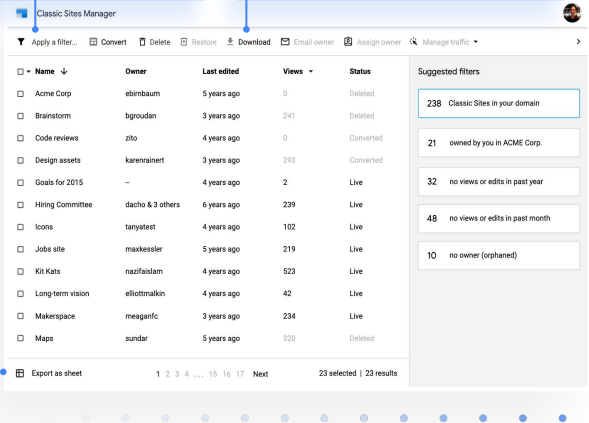 Classic Sites Manager
Apply a filter... Convert Delete Restore Download Email owner Assign owner Manage traffic
Name Owner Last edited Views Status
Acme Corp ebirnbaum 5 years ago 0 Deleted
Brainstorm bgroudan 3 years ago 241 Deleted
Code reviews zito 4 years ago 0 Converted
Design assets karenrainert 3 years ago 293 Converted
Goals for 2015 – 4 years ago 2 Live
Hiring Committee dacho & 3 others 6 years ago 239 Live
Icons tanyatest 4 years ago 102 Live
Jobs site maxkessler 5 years ago 219 Live
Kit Kats nazifaislam 4 years ago 523 Live
Long-term vision elliottmalkin 4 years ago 42 Live
Makerspace meaganfc 3 years ago 234 Live
Maps sundar 5 years ago 320 Deleted
Export as sheet 1 2 3 4 ... 15 16 17 Next 23 selected | 23 results
Suggested filters
238 Classic Sites in your domain
21 owned by you in ACME Corp.
32 no views or edits in past year
48 no views or edits in past month
10 no owner (orphaned)